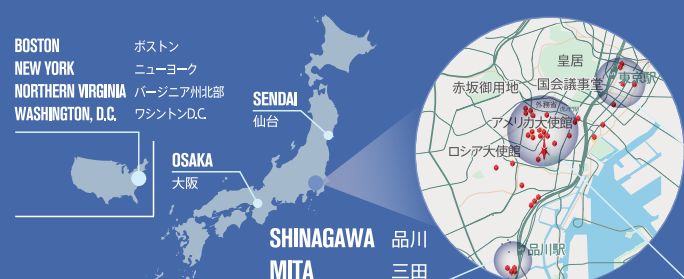 BOSTON ボストン
NEW YORK ニューヨーク
NORTHERN VIRGINIA バージニア州北部
WASHINGTON, D.C. ワシントンD.C.
SENDAI
仙台
OSAKA
大阪
皇居
東京駅
赤坂御用地 国会議事堂
外務省
アメリカ大使館
ロシア大使館
SHINAGAWA 品川
品川駅
MITA 三田